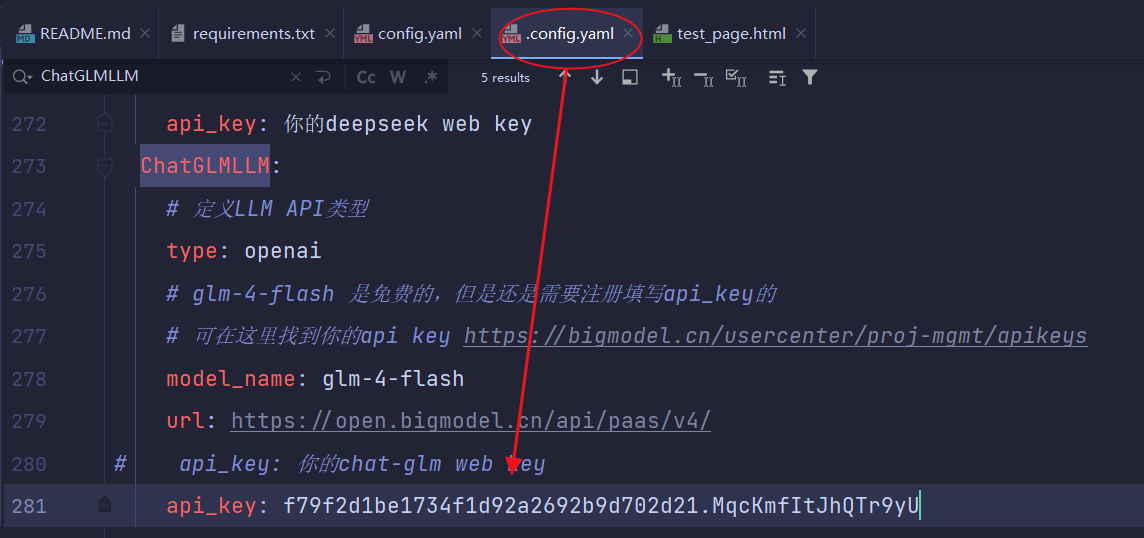 README.md requirements.txt config.yaml .config.yaml test_page.html
ChatGLMLLM Cc W .* 5 results
272 api_key: 你的deepseek web key
273 ChatGLMLLM:
274 # 定义LLM API类型
275 type: openai
276 # glm-4-flash 是免费的，但是还是需要注册填写api_key的
277 # 可在这里找到你的api key https://bigmodel.cn/usercenter/proj-mgmt/apikeys
278 model_name: glm-4-flash
279 url: https://open.bigmodel.cn/api/paas/v4/
280 # api_key: 你的chat-glm web key
281 api_key: f79f2d1be1734f1d92a2692b9d702d21.MqcKmfItJhQTr9yU